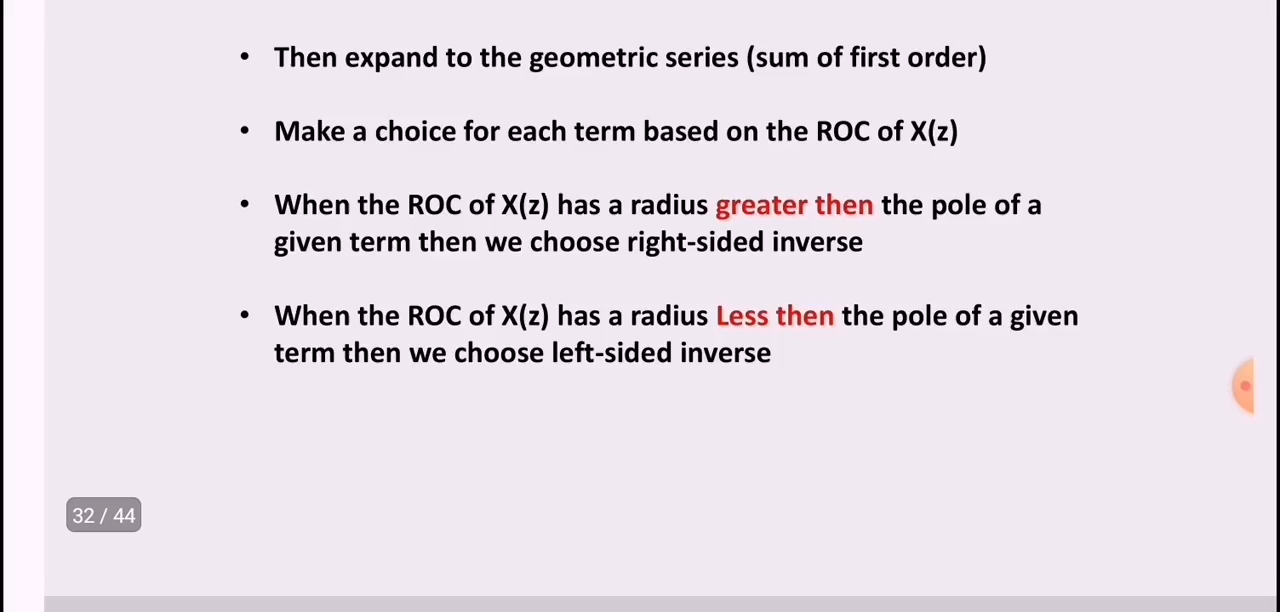 • Then expand to the geometric series (sum of first order)
• Make a choice for each term based on the ROC of X(z)
• When the ROC of X(z) has a radius greater then the pole of a
given term then we choose right-sided inverse
• When the ROC of X(z) has a radius Less then the pole of a given
term then we choose left-sided inverse
32 / 44